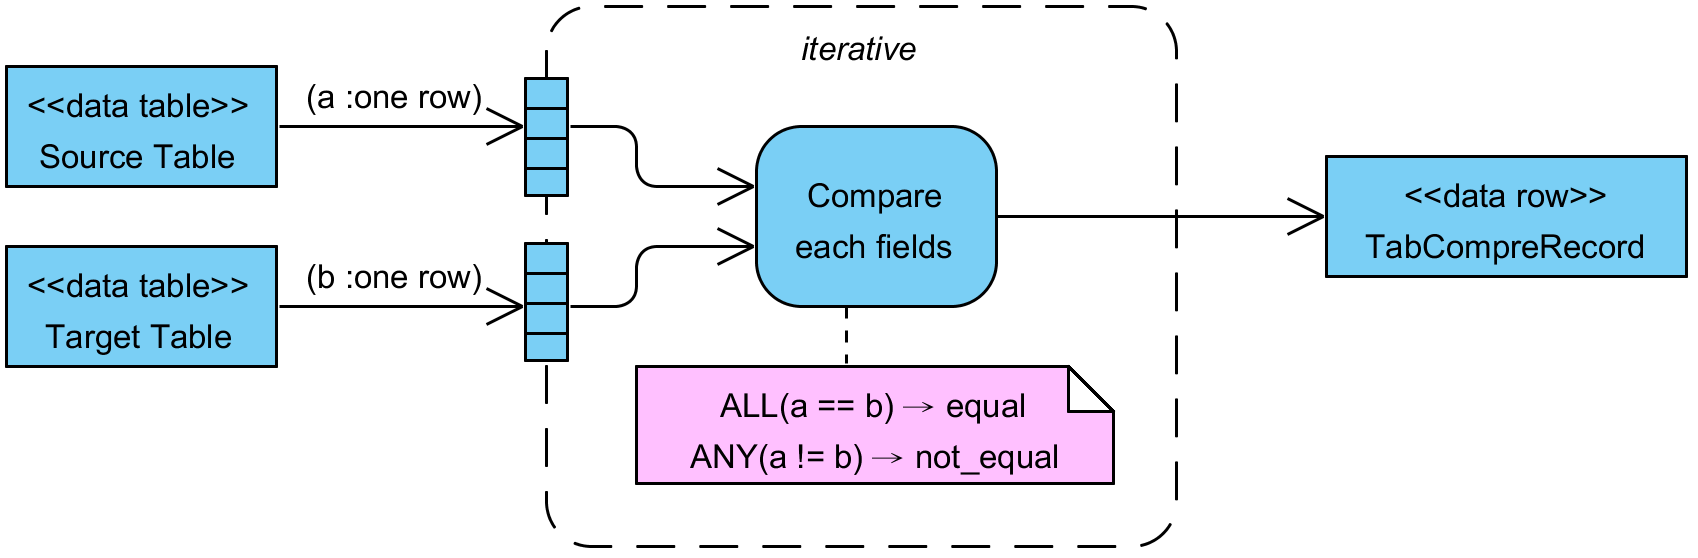 iterative
<<data table>>
Source Table
(a :one row)
<<data table>>
Target Table
(b :one row)
Compare
each fields
ALL(a == b) → equal
ANY(a != b) → not_equal
<<data row>>
TabCompreRecord